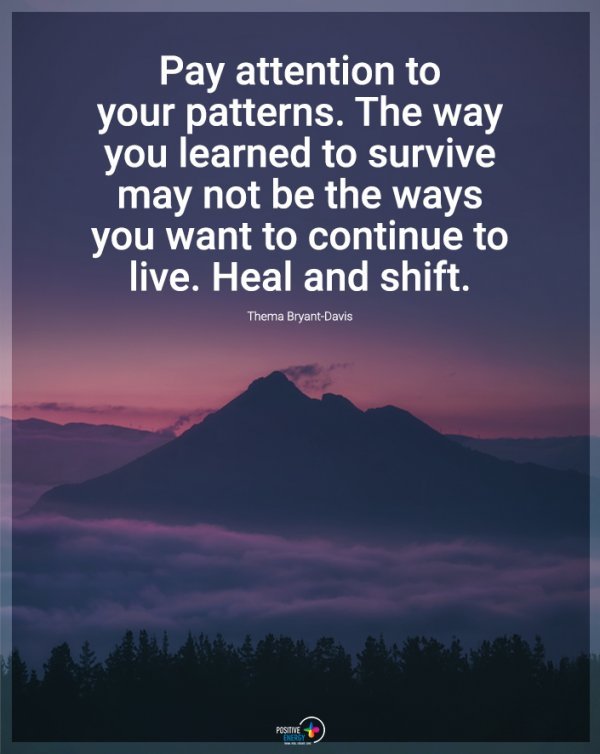 Pay attention to
your patterns. The way
you learned to survive
may not be the ways
you want to continue to
live. Heal and shift.
Thema Bryant-Davis
POSITIVE
ENERGY